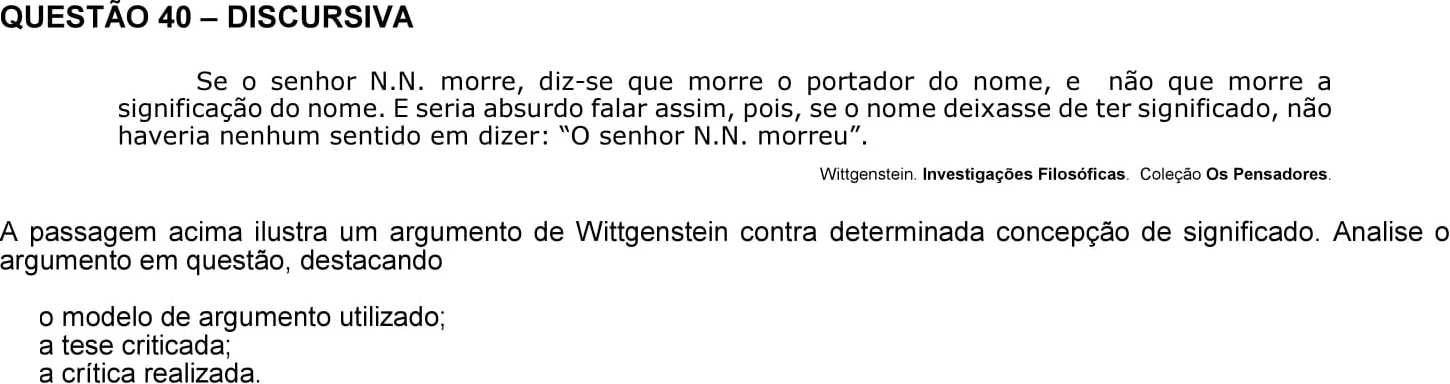 QUESTÃO 40 – DISCURSIVA
Se o senhor N.N. morre, diz-se que morre o portador do nome, e não que morre a
significação do nome. E seria absurdo falar assim, pois, se o nome deixasse de ter significado, não
haveria nenhum sentido em dizer: “O senhor N.N. morreu”.
Wittgenstein. Investigações Filosóficas. Coleção Os Pensadores.
A passagem acima ilustra um argumento de Wittgenstein contra determinada concepção de significado. Analise o
argumento em questão, destacando
o modelo de argumento utilizado;
a tese criticada;
a crítica realizada.